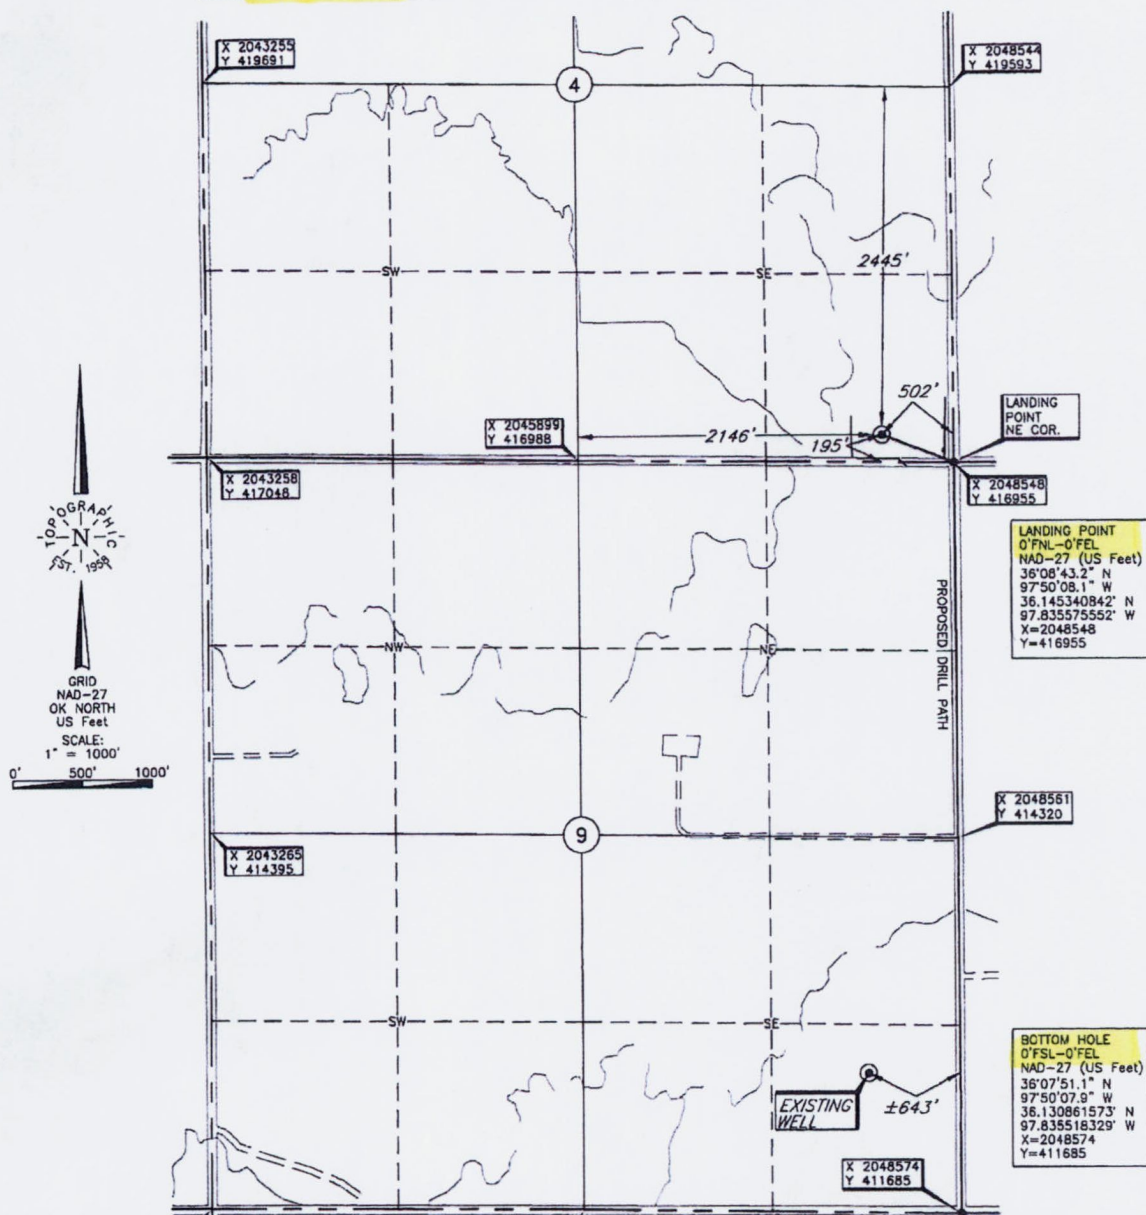 X 2043255
Y 419691
4
X 2048544
Y 419593
SW
SE
2445'
502'
LANDING
POINT
NE COR.
X 2045899
Y 416988
2146'
195'
X 2043258
Y 417048
X 2048548
Y 416955
TOPOGRAPHIC
N
EST. 1958
GRID
NAD-27
OK NORTH
US Feet
SCALE:
1" = 1000'
0' 500' 1000'
LANDING POINT
0'FNL-0'FEL
NAD-27 (US Feet)
36°08'43.2" N
97°50'08.1" W
36.145340842° N
97.835575552° W
X=2048548
Y=416955
PROPOSED DRILL PATH
NW
NE
X 2048561
Y 414320
9
X 2043265
Y 414395
SW
SE
EXISTING
WELL
±643'
BOTTOM HOLE
0'FSL-0'FEL
NAD-27 (US Feet)
36°07'51.1" N
97°50'07.9" W
36.130861573° N
97.835518329° W
X=2048574
Y=411685
X 2048574
Y 411685